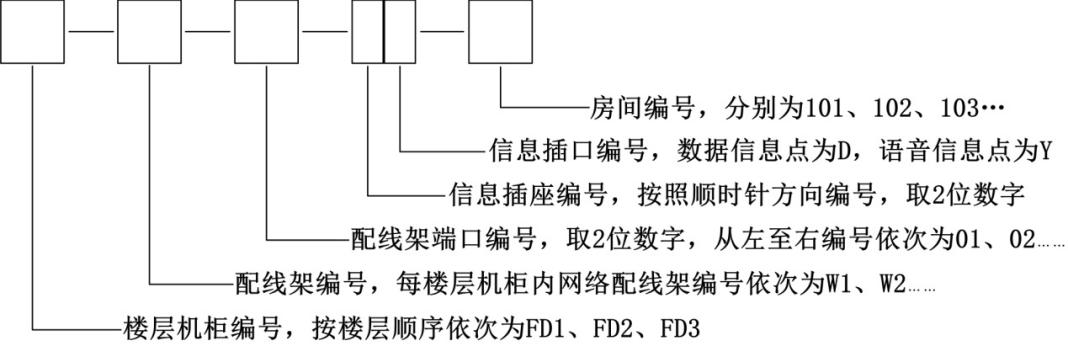 房间编号，分别为101、102、103…
信息插口编号，数据信息点为D，语音信息点为Y
信息插座编号，按照顺时针方向编号，取2位数字
配线架端口编号，取2位数字，从左至右编号依次为01、02……
配线架编号，每楼层机柜内网络配线架编号依次为W1、W2……
楼层机柜编号，按楼层顺序依次为FD1、FD2、FD3